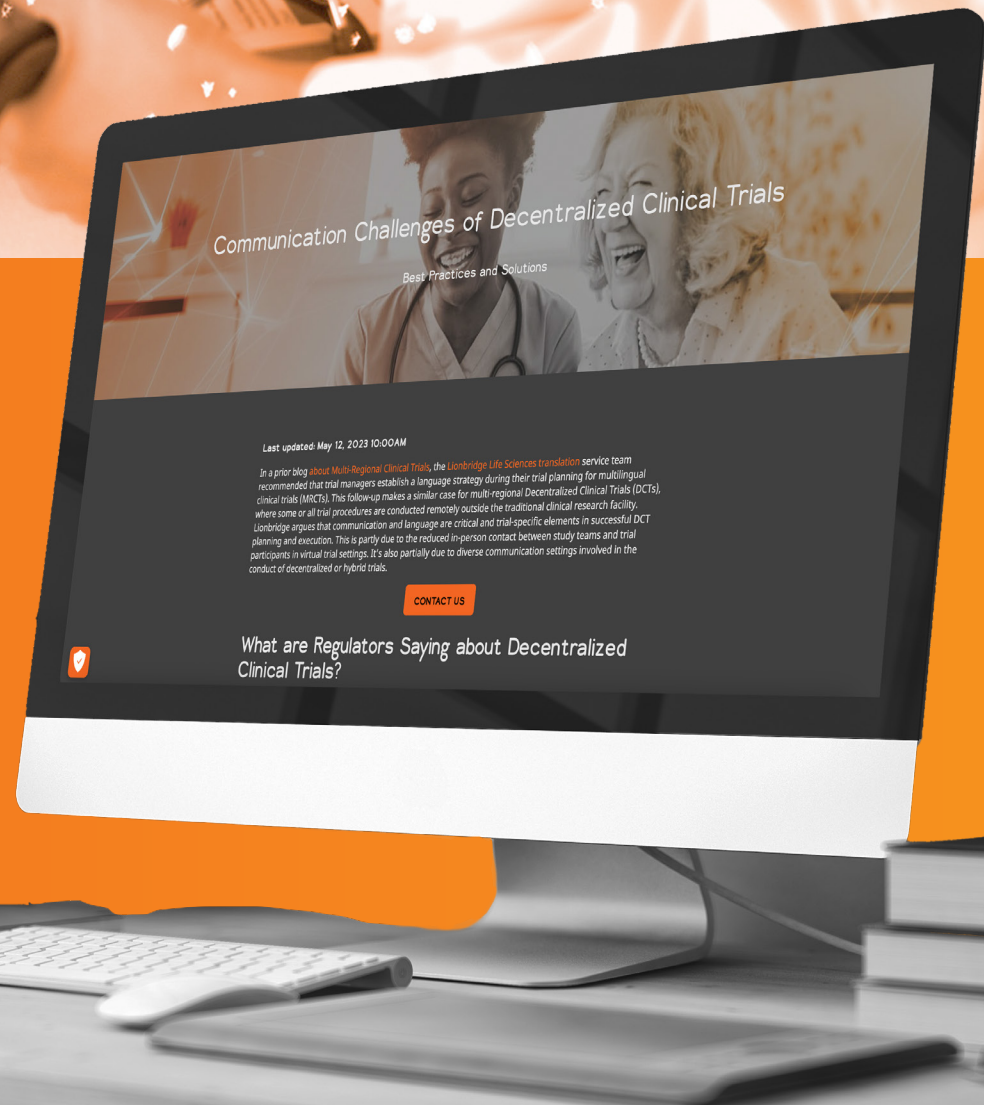 Communication Challenges of Decentralized Clinical Trials
Best Practices and Solutions
Last updated: May 12, 2023 10:00AM
In a prior blog about Multi-Regional Clinical Trials, the Lionbridge Life Sciences translation service team
recommended that trial managers establish a language strategy during their trial planning for multilingual
clinical trials (MRCTs). This follow-up makes a similar case for multi-regional Decentralized Clinical Trials (DCTs),
where some or all trial procedures are conducted remotely outside the traditional clinical research facility.
Lionbridge argues that communication and language are critical and trial-specific elements in successful DCT
planning and execution. This is partly due to the reduced in-person contact between study teams and trial
participants in virtual trial settings. It's also partially due to diverse communication settings involved in the
conduct of decentralized or hybrid trials.
CONTACT US
What are Regulators Saying about Decentralized
Clinical Trials?